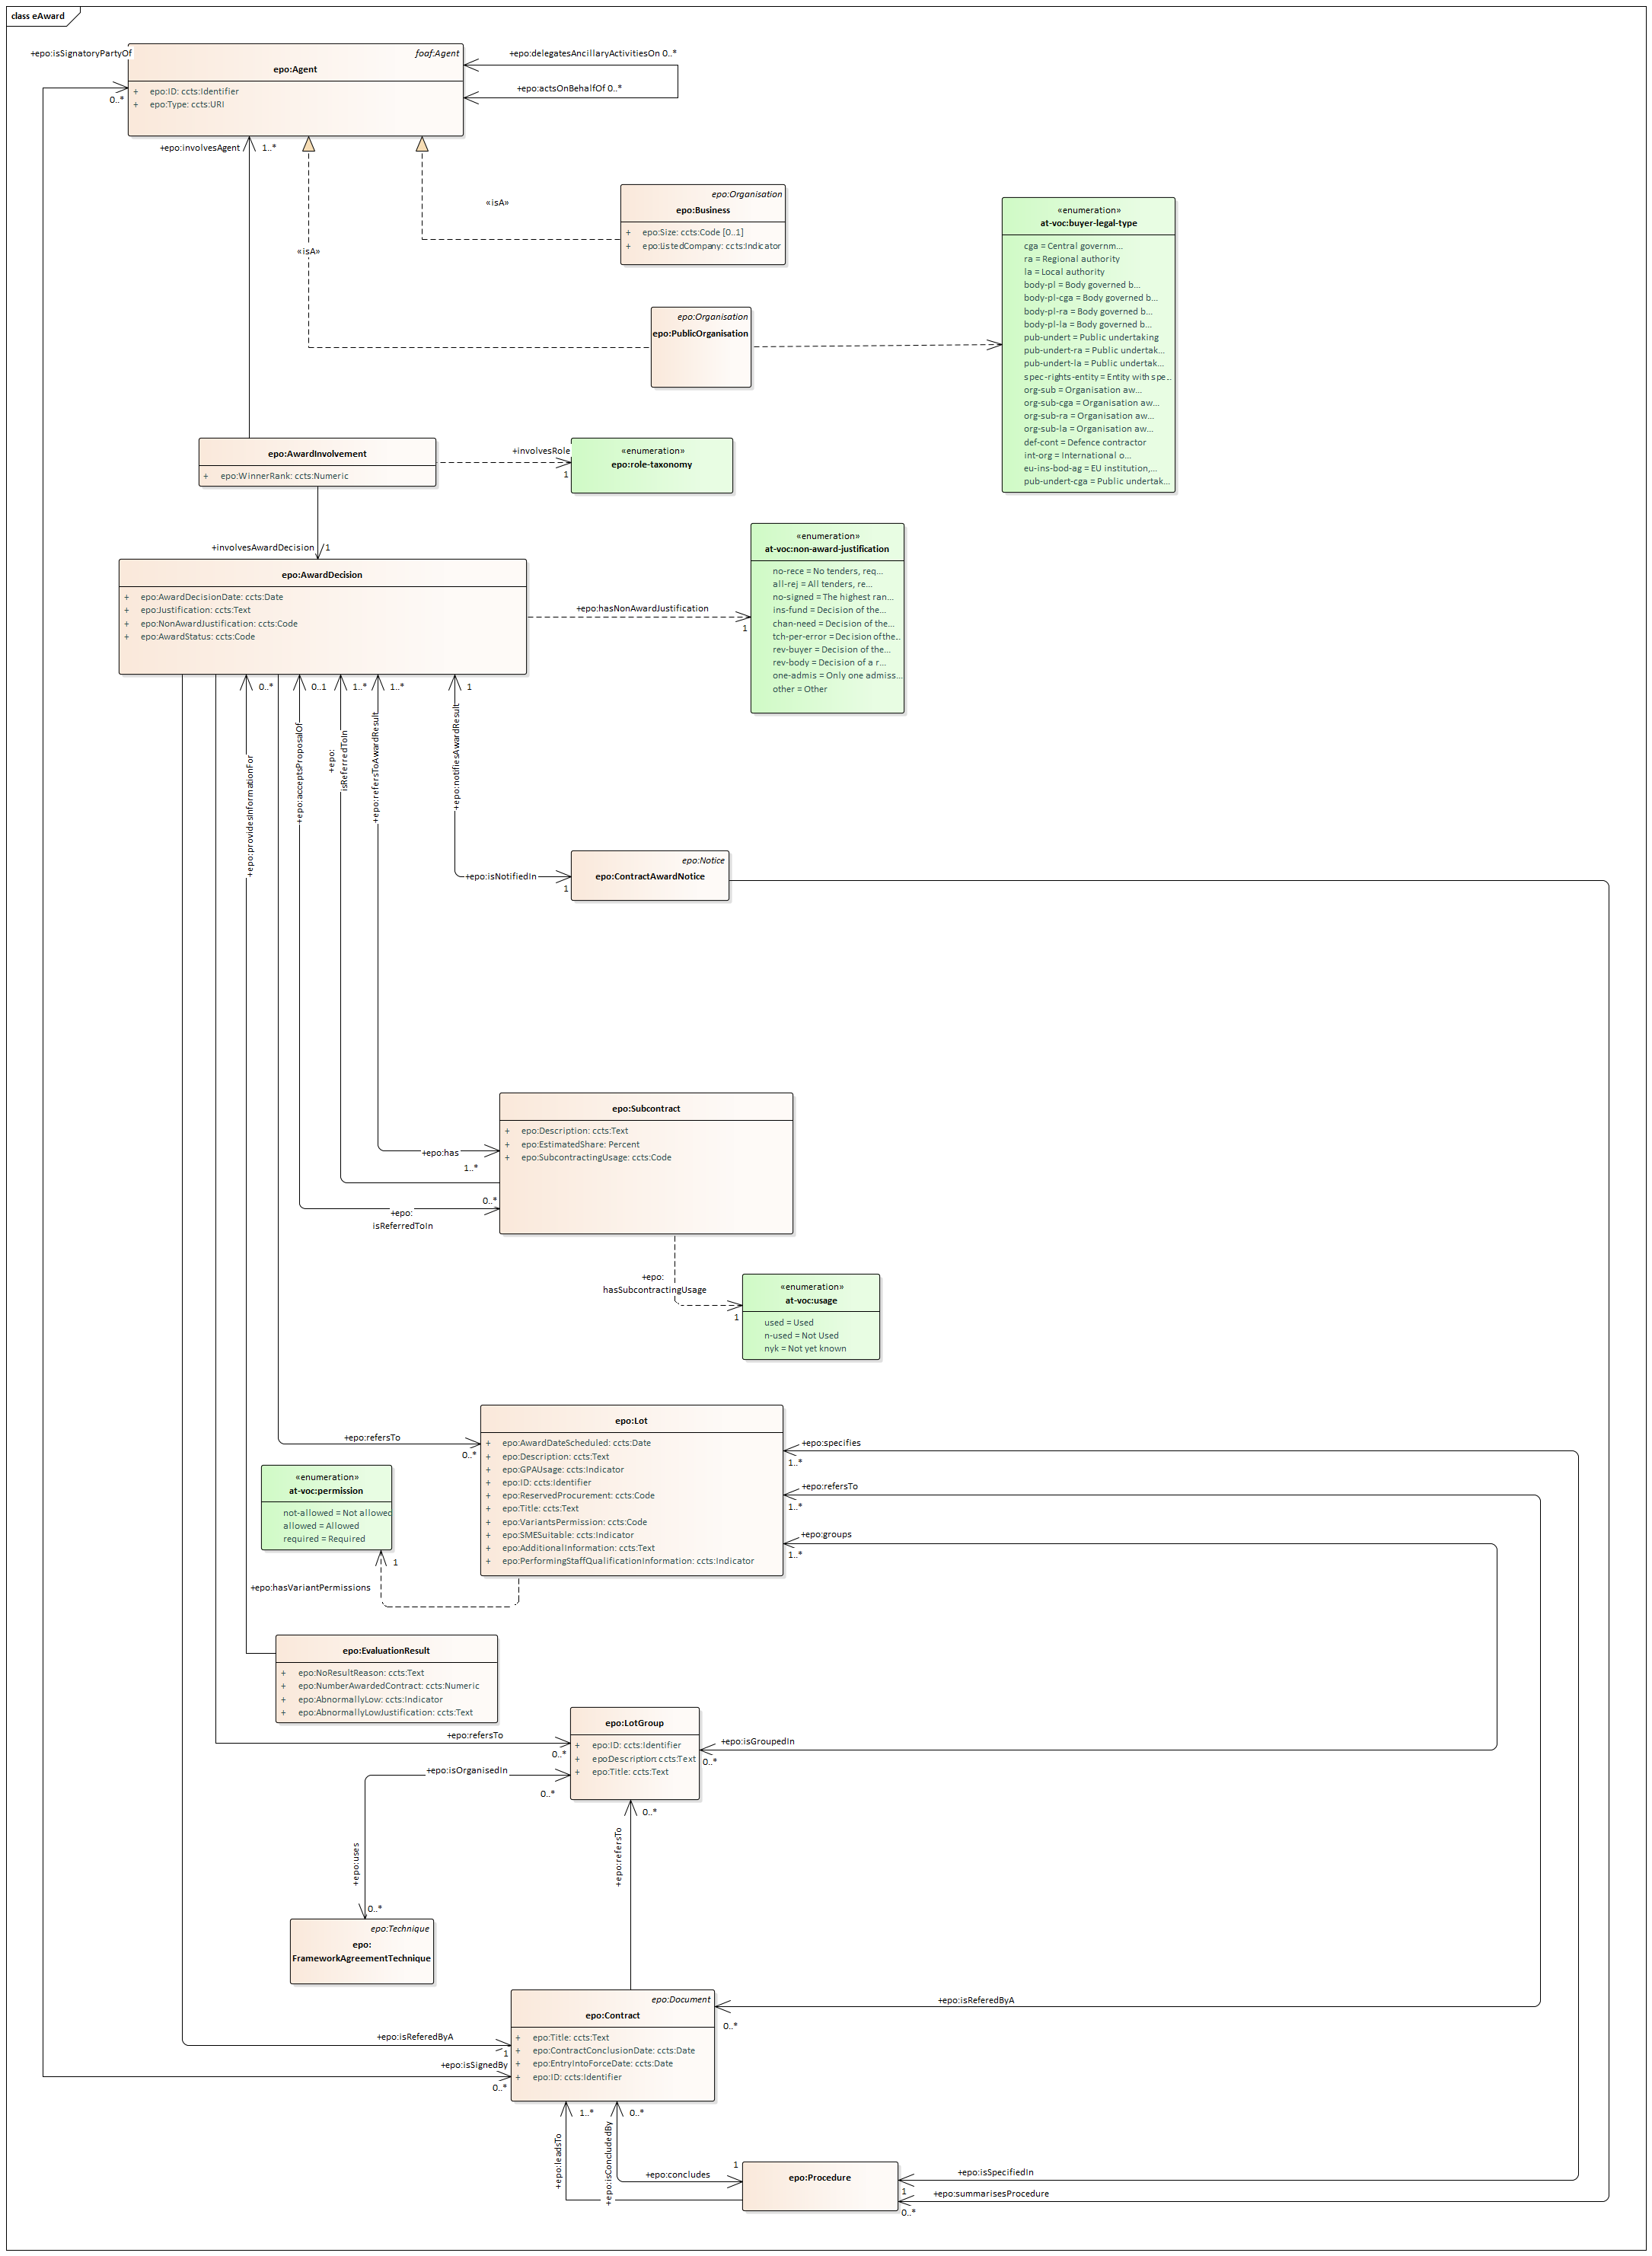 class eAward
+epo:isSignatoryPartyOf
0..*
foaf:Agent
epo:Agent
+ epo:ID: ccts:Identifier
+ epo:Type: ccts:URI
+epo:delegatesAncillaryActivitiesOn 0..*
+epo:actsOnBehalfOf 0..*
+epo:involvesAgent
1..*
«isA»
«isA»
epo:Organisation
epo:Business
+ epo:Size: ccts:Code [0..1]
+ epo:ListedCompany: ccts:Indicator
epo:Organisation
epo:PublicOrganisation
«enumeration»
at-voc:buyer-legal-type
cga = Central governm...
ra = Regional authority
la = Local authority
body-pl = Body governed b...
body-pl-cga = Body governed b...
body-pl-ra = Body governed b...
body-pl-la = Body governed b...
pub-undert = Public undertaking
pub-undert-ra = Public undertak...
pub-undert-la = Public undertak...
spec-rights-entity = Entity with spe...
org-sub = Organisation aw...
org-sub-cga = Organisation aw...
org-sub-ra = Organisation aw...
org-sub-la = Organisation aw...
def-cont = Defence contractor
int-org = International o...
eu-ins-bod-ag = EU institution,...
pub-undert-cga = Public undertak...
epo:AwardInvolvement
+ epo:WinnerRank: ccts:Numeric
+involvesRole
1
«enumeration»
epo:role-taxonomy
+involvesAwardDecision
1
epo:AwardDecision
+ epo:AwardDecisionDate: ccts:Date
+ epo:Justification: ccts:Text
+ epo:NonAwardJustification: ccts:Code
+ epo:AwardStatus: ccts:Code
+epo:hasNonAwardJustification
1
«enumeration»
at-voc:non-award-justification
no-rece = No tenders, req...
all-rej = All tenders, re...
no-signed = The highest ran...
ins-fund = Decision of the...
chan-need = Decision of the...
tch-per-error = Decision of the...
rev-buyer = Decision of the...
rev-body = Decision of a r...
one-admis = Only one admiss...
other = Other
0..*
0..1
1..*
1..*
1
+epo:providesInformationFor
+epo:acceptsProposalOf
+epo:
isReferredToIn
+epo:refersToAwardResult
+epo:notifiesAwardResult
+epo:isNotifiedIn
1
epo:Notice
epo:ContractAwardNotice
epo:Subcontract
+ epo:Description: ccts:Text
+ epo:EstimatedShare: Percent
+ epo:SubcontractingUsage: ccts:Code
+epo:has
1..*
0..*
+epo:
isReferredToIn
+epo:
hasSubcontractingUsage
1
«enumeration»
at-voc:usage
used = Used
n-used = Not Used
nyk = Not yet known
epo:Lot
+ epo:AwardDateScheduled: ccts:Date
+ epo:Description: ccts:Text
+ epo:GPAUsage: ccts:Indicator
+ epo:ID: ccts:Identifier
+ epo:ReservedProcurement: ccts:Code
+ epo:Title: ccts:Text
+ epo:VariantsPermission: ccts:Code
+ epo:SMESuitable: ccts:Indicator
+ epo:AdditionalInformation: ccts:Text
+ epo:PerformingStaffQualificationInformation: ccts:Indicator
+epo:refersTo
0..*
+epo:specifies
1..*
+epo:refersTo
1..*
+epo:groups
1..*
«enumeration»
at-voc:permission
not-allowed = Not allowed
allowed = Allowed
required = Required
1
+epo:hasVariantPermissions
epo:EvaluationResult
+ epo:NoResultReason: ccts:Text
+ epo:NumberAwardedContract: ccts:Numeric
+ epo:AbnormallyLow: ccts:Indicator
+ epo:AbnormallyLowJustification: ccts:Text
+epo:refersTo
0..*
epo:LotGroup
+ epo:ID: ccts:Identifier
+ epo:Description: ccts:Text
+ epo:Title: ccts:Text
+epo:isGroupedIn
0..*
+epo:isOrganisedIn
0..*
0..*
+epo:refersTo
+epo:uses
0..*
epo:Technique
epo:
FrameworkAgreementTechnique
epo:Document
epo:Contract
+ epo:Title: ccts:Text
+ epo:ContractConclusionDate: ccts:Date
+ epo:EntryIntoForceDate: ccts:Date
+ epo:ID: ccts:Identifier
+epo:isReferedByA
0..*
+epo:isReferedByA
1
+epo:isSignedBy
0..*
1..*
0..*
+epo:leadsTo
+epo:isConcludedBy
+epo:concludes
1
epo:Procedure
+epo:isSpecifiedIn
1
+epo:summarisesProcedure
0..*